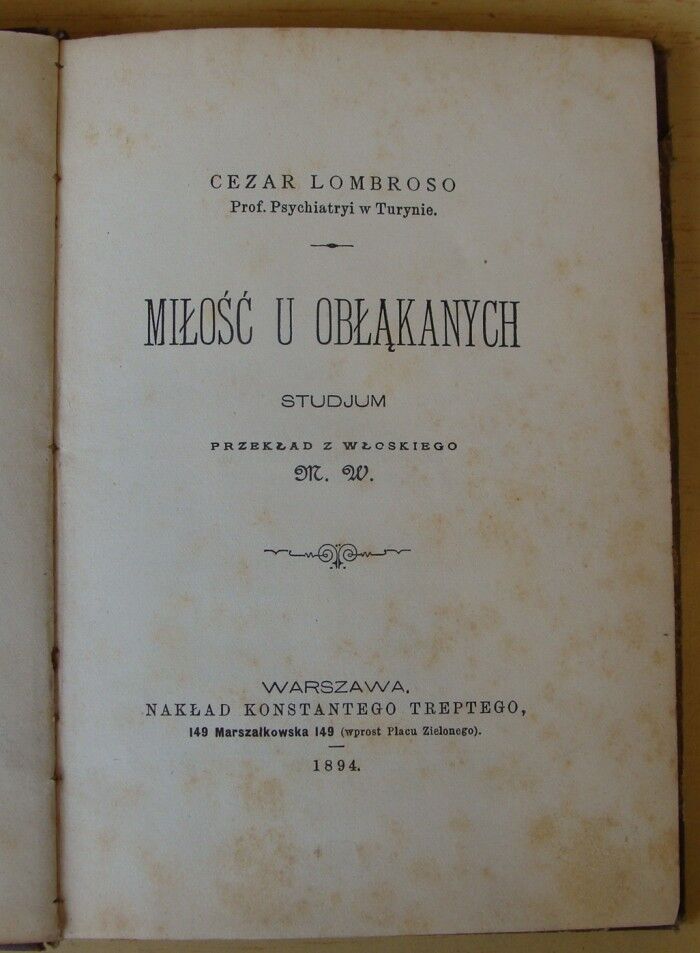 CEZAR LOMBROSO
Prof. Psychiatryi w Turynie.
MIŁOŚĆ U OBŁĄKANYCH
STUDJUM
PRZEKŁAD Z WŁOSKIEGO
M. W.
WARSZAWA.
NAKŁAD KONSTANTEGO TREPTEGO,
149 Marszałkowska 149 (wprost Placu Zielonego).
1894.